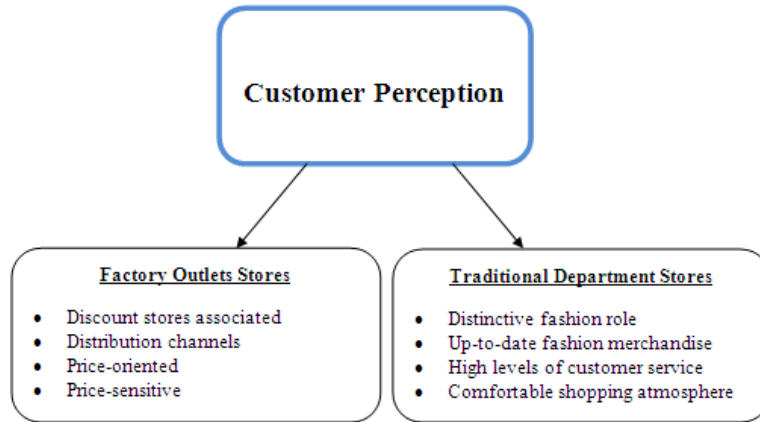 Customer Perception
Factory Outlets Stores
• Discount stores associated
• Distribution channels
• Price-oriented
• Price-sensitive
Traditional Department Stores
• Distinctive fashion role
• Up-to-date fashion merchandise
• High levels of customer service
• Comfortable shopping atmosphere